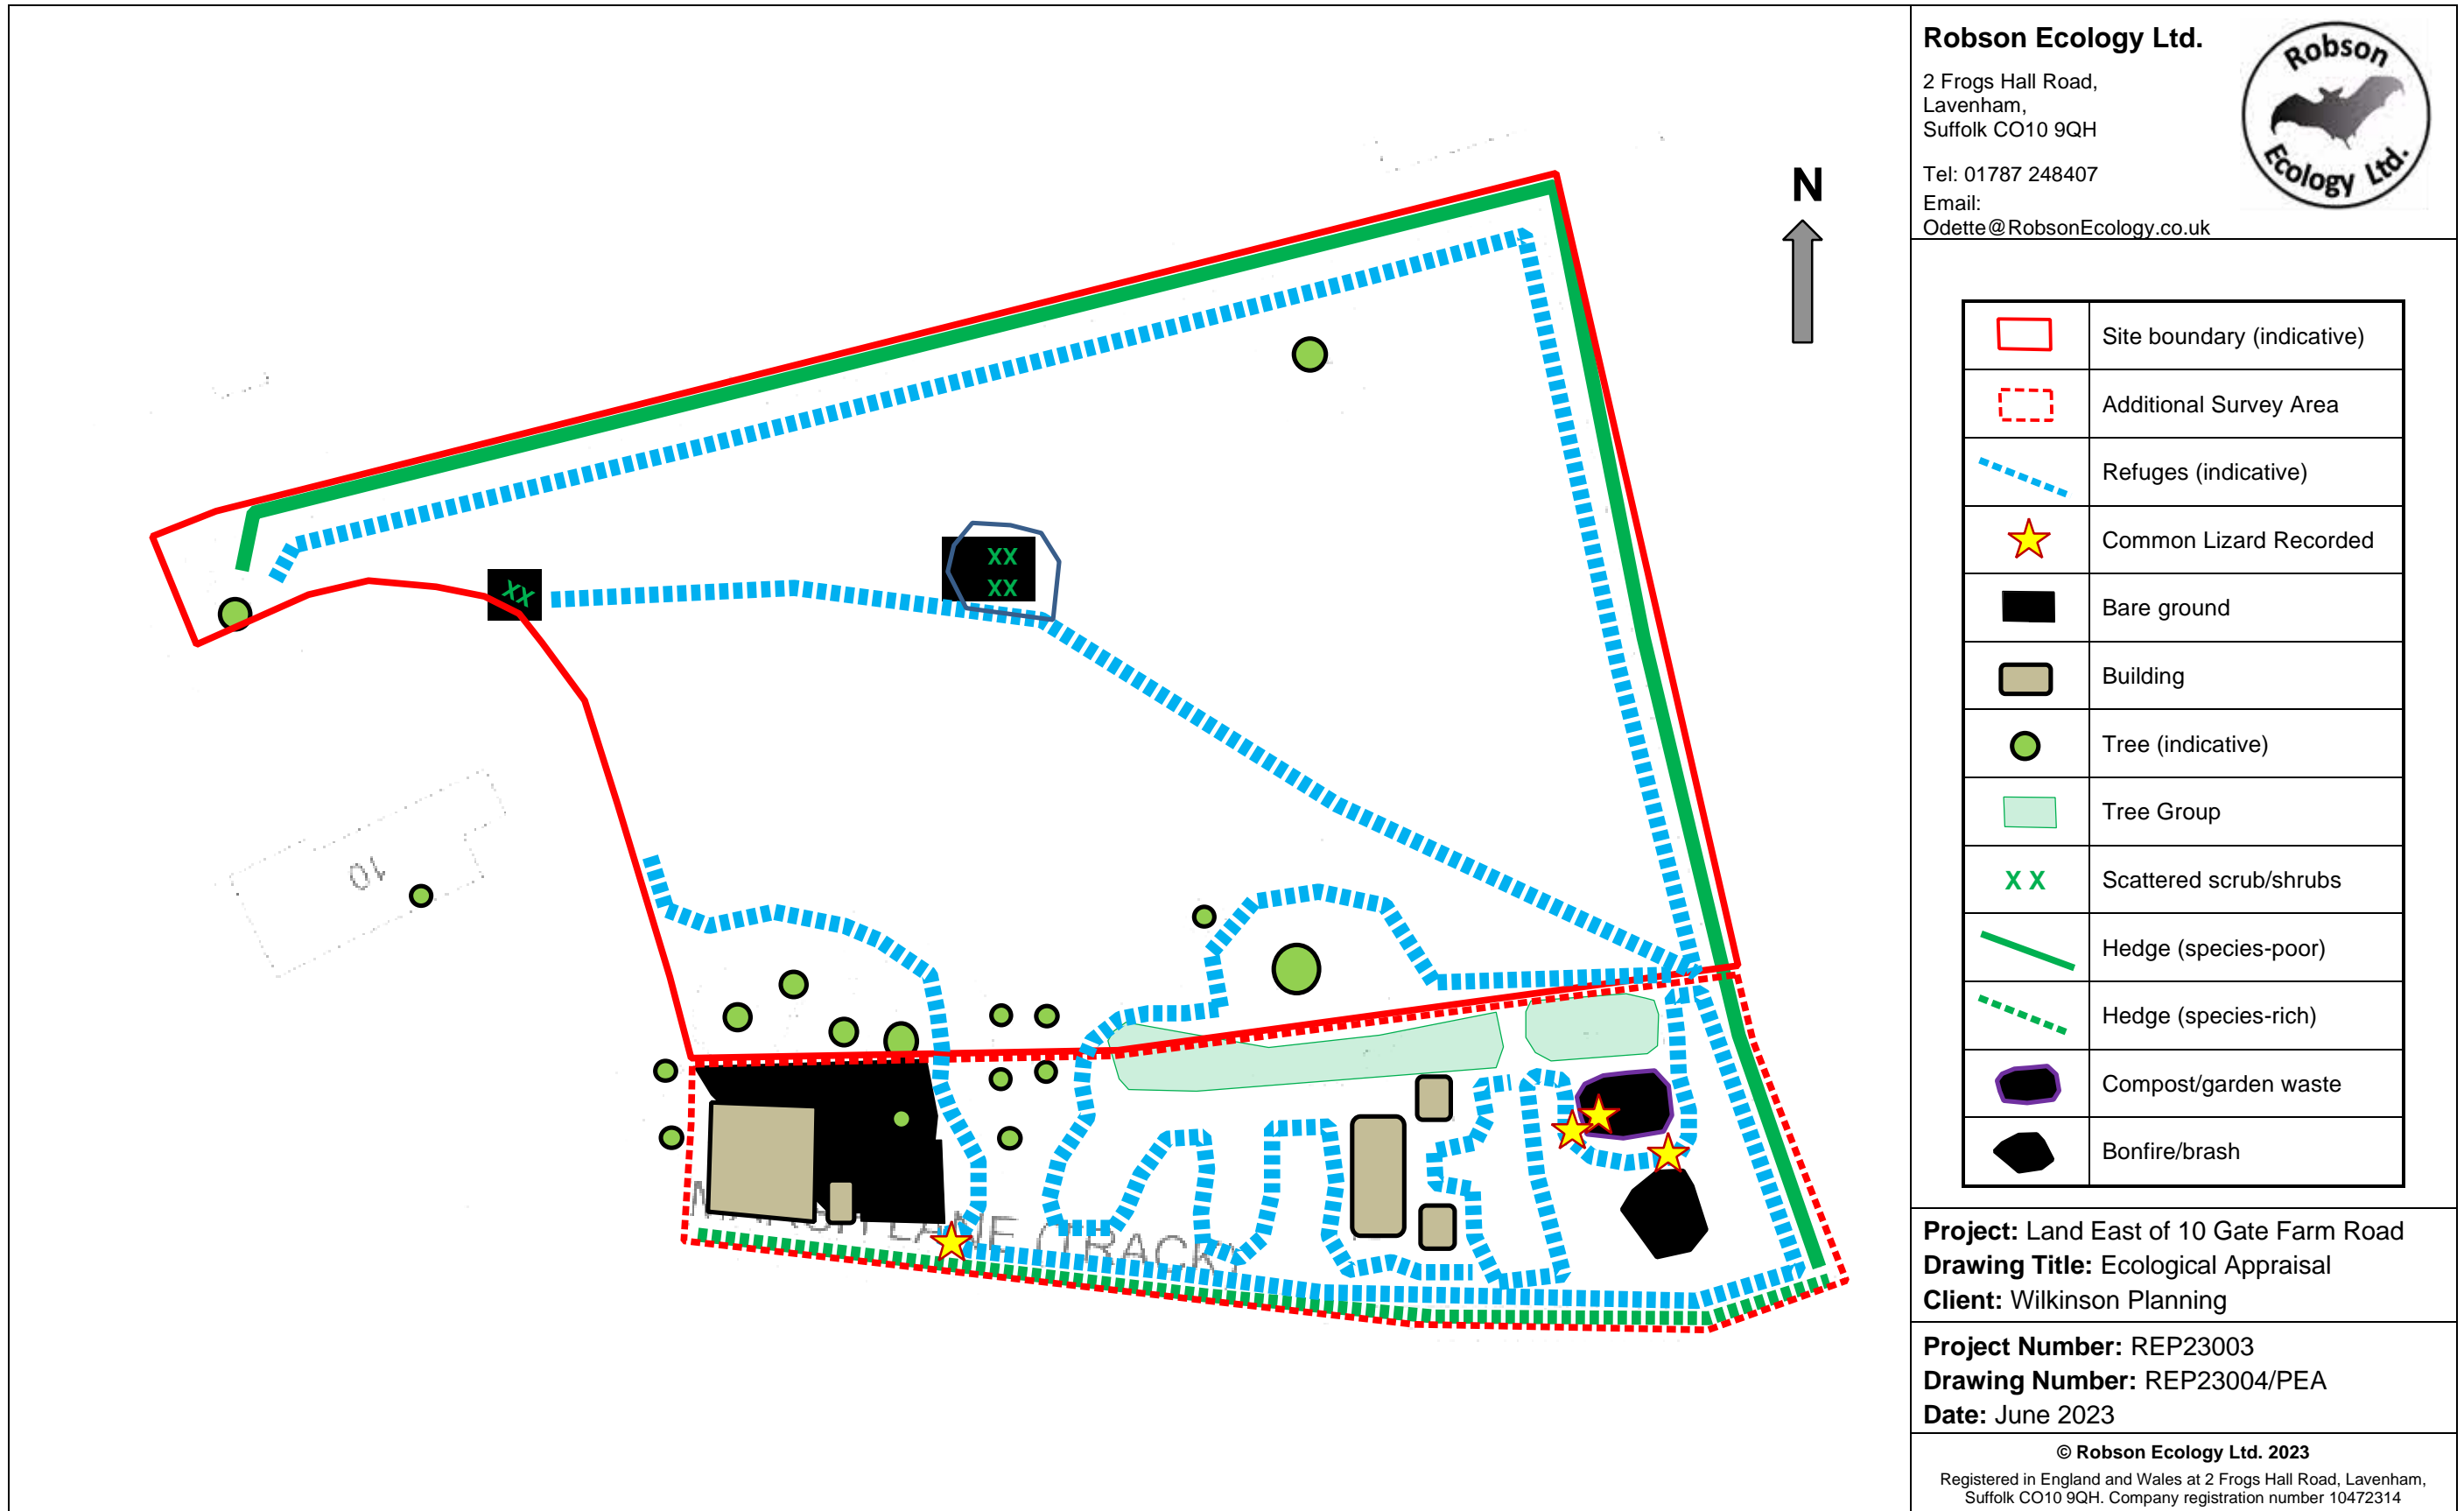 Robson Ecology Ltd.
2 Frogs Hall Road,
Lavenham,
Suffolk CO10 9QH
Tel: 01787 248407
Email:
Odette@RobsonEcology.co.uk
Robson
Ecology Ltd.
N
Site boundary (indicative)
Additional Survey Area
Refuges (indicative)
Common Lizard Recorded
Bare ground
Building
Tree (indicative)
Tree Group
X X
Scattered scrub/shrubs
Hedge (species-poor)
Hedge (species-rich)
Compost/garden waste
Bonfire/brash
XX
XX
XX
10
LANE (TRACK)
Project: Land East of 10 Gate Farm Road
Drawing Title: Ecological Appraisal
Client: Wilkinson Planning
Project Number: REP23003
Drawing Number: REP23004/PEA
Date: June 2023
© Robson Ecology Ltd. 2023
Registered in England and Wales at 2 Frogs Hall Road, Lavenham,
Suffolk CO10 9QH. Company registration number 10472314